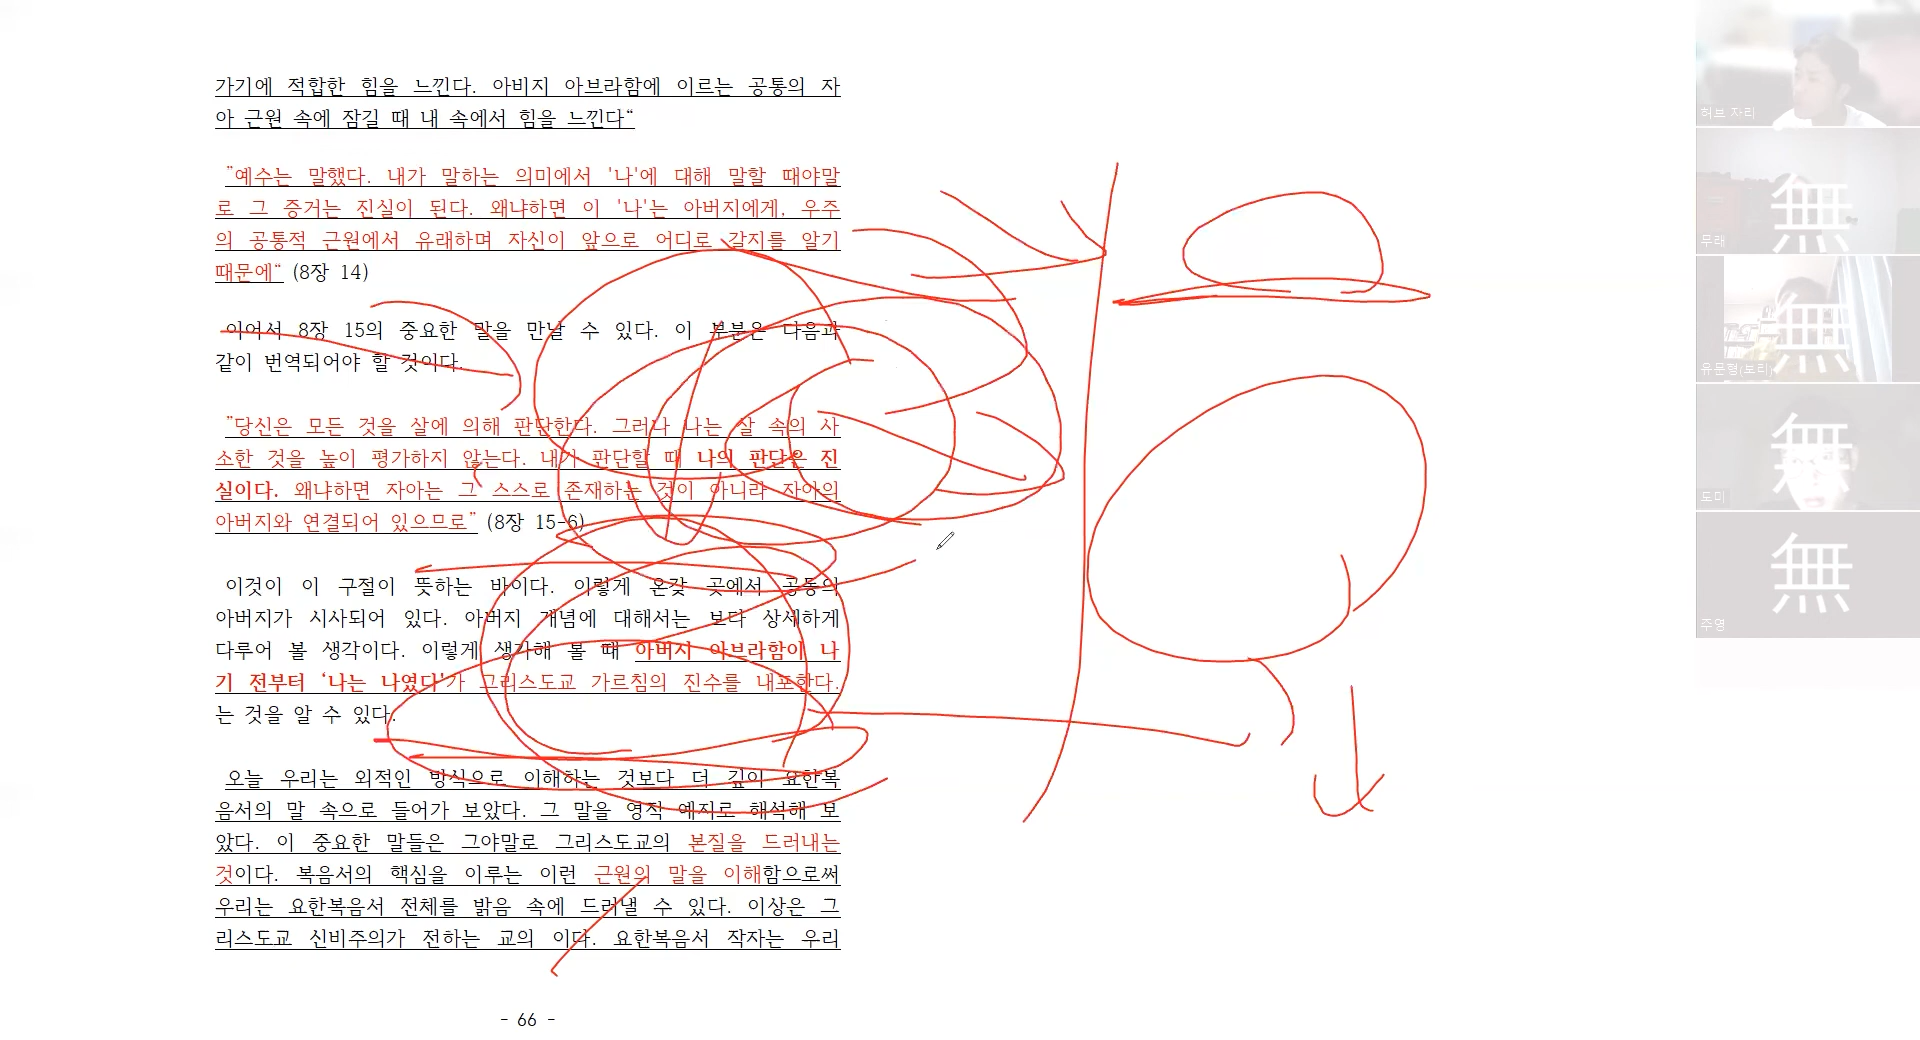 가기에 적합한 힘을 느낀다. 아비지 아브라함에 이르는 공통의 자
아 근원 속에 잠길 때 내 속에서 힘을 느낀다“
"예수는 말했다. 내가 말하는 의미에서 '나'에 대해 말할 때야말
로 그 증거는 진실이 된다. 왜냐하면 이 '나'는 아버지에게, 우주
의 공통적 근원에서 유래하며 자신이 앞으로 어디로 갈지를 알기
때문에“ (8장 14)
이어서 8장 15의 중요한 말을 만날 수 있다. 이 부분은 다음과
같이 번역되어야 할 것이다.
"당신은 모든 것을 살에 의해 판단한다. 그러나 나는 살 속의 사
소한 것을 높이 평가하지 않는다. 내가 판단할 때 나의 판단은 진
실이다. 왜냐하면 자아는 그 스스로 존재하는 것이 아니라 자아의
아버지와 연결되어 있으므로” (8장 15-6)
이것이 이 구절이 뜻하는 바이다. 이렇게 온갖 곳에서 공동의
아버지가 시사되어 있다. 아버지 개념에 대해서는 보다 상세하게
다루어 볼 생각이다. 이렇게 생각해 볼 때 아버지 아브라함이 나
기 전부터 ‘나는 나였다'가 그리스도교 가르침의 진수를 내포한다.
는 것을 알 수 있다.
오늘 우리는 외적인 방식으로 이해하는 것보다 더 깊이 요한복
음서의 말 속으로 들어가 보았다. 그 말을 영적 예지로 해석해 보
았다. 이 중요한 말들은 그야말로 그리스도교의 본질을 드러내는
것이다. 복음서의 핵심을 이루는 이런 근원의 말을 이해함으로써
우리는 요한복음서 전체를 밝음 속에 드러낼 수 있다. 이상은 그
리스도교 신비주의가 전하는 교의 이다. 요한복음서 작자는 우리
- 66 -
허브 자리
無
두래
無
유문형(보리)
無
도미
無
주영